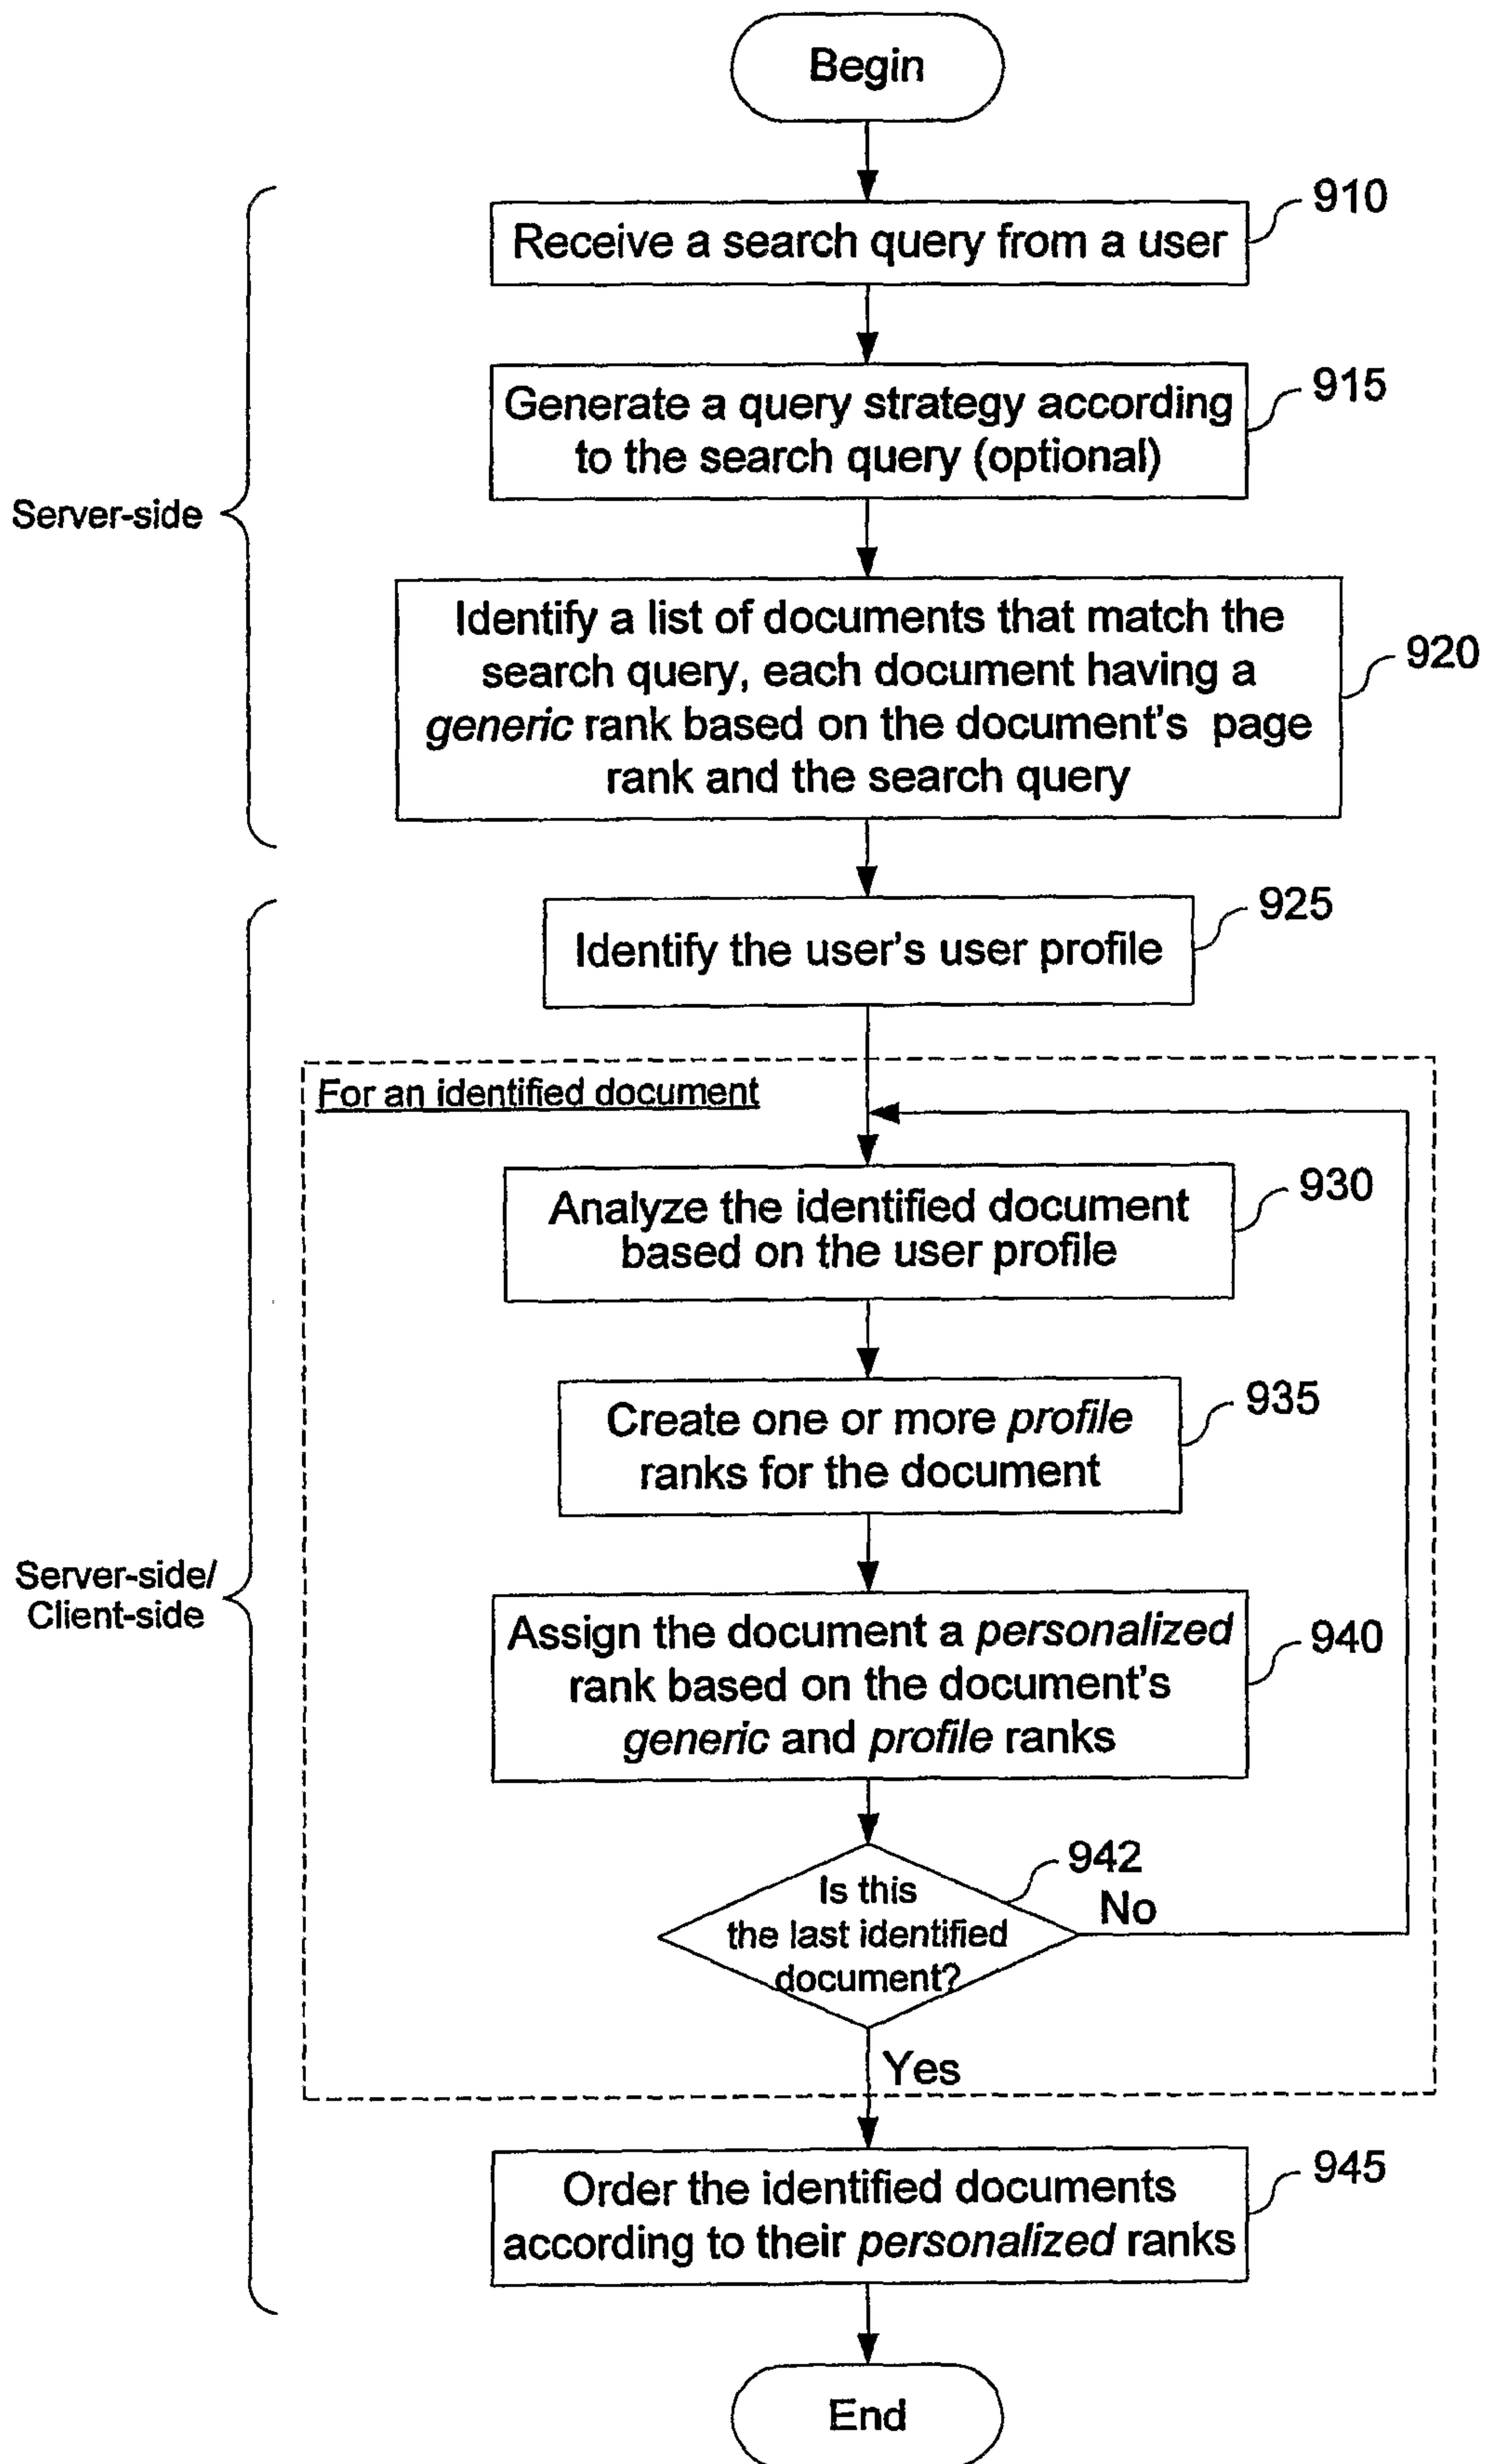 Begin
910
Receive a search query from a user
915
Generate a query strategy according
to the search query (optional)
Server-side
Identify a list of documents that match the
search query, each document having a
generic rank based on the document's page
rank and the search query
920
925
Identify the user's user profile
For an identified document
930
Analyze the identified document
based on the user profile
935
Create one or more profile
ranks for the document
Server-side/
Client-side
Assign the document a personalized
rank based on the document's
generic and profile ranks
940
942
Is this
the last identified
document?
No
Yes
945
Order the identified documents
according to their personalized ranks
End